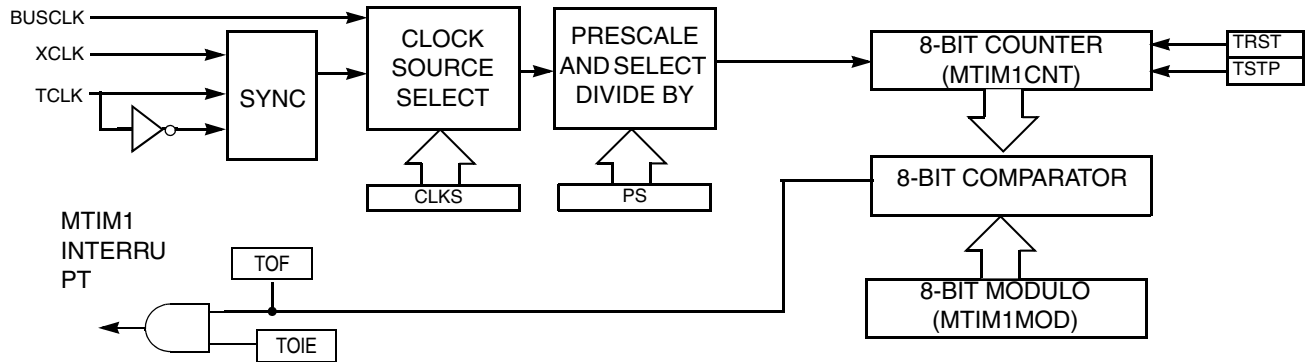 BUSCLK
XCLK
TCLK
SYNC
CLOCK
SOURCE
SELECT
CLKS
PRESCALE
AND SELECT
DIVIDE BY
PS
8-BIT COUNTER
(MTIM1CNT)
TRST
TSTP
8-BIT COMPARATOR
8-BIT MODULO
(MTIM1MOD)
MTIM1
INTERRU
PT
TOF
TOIE